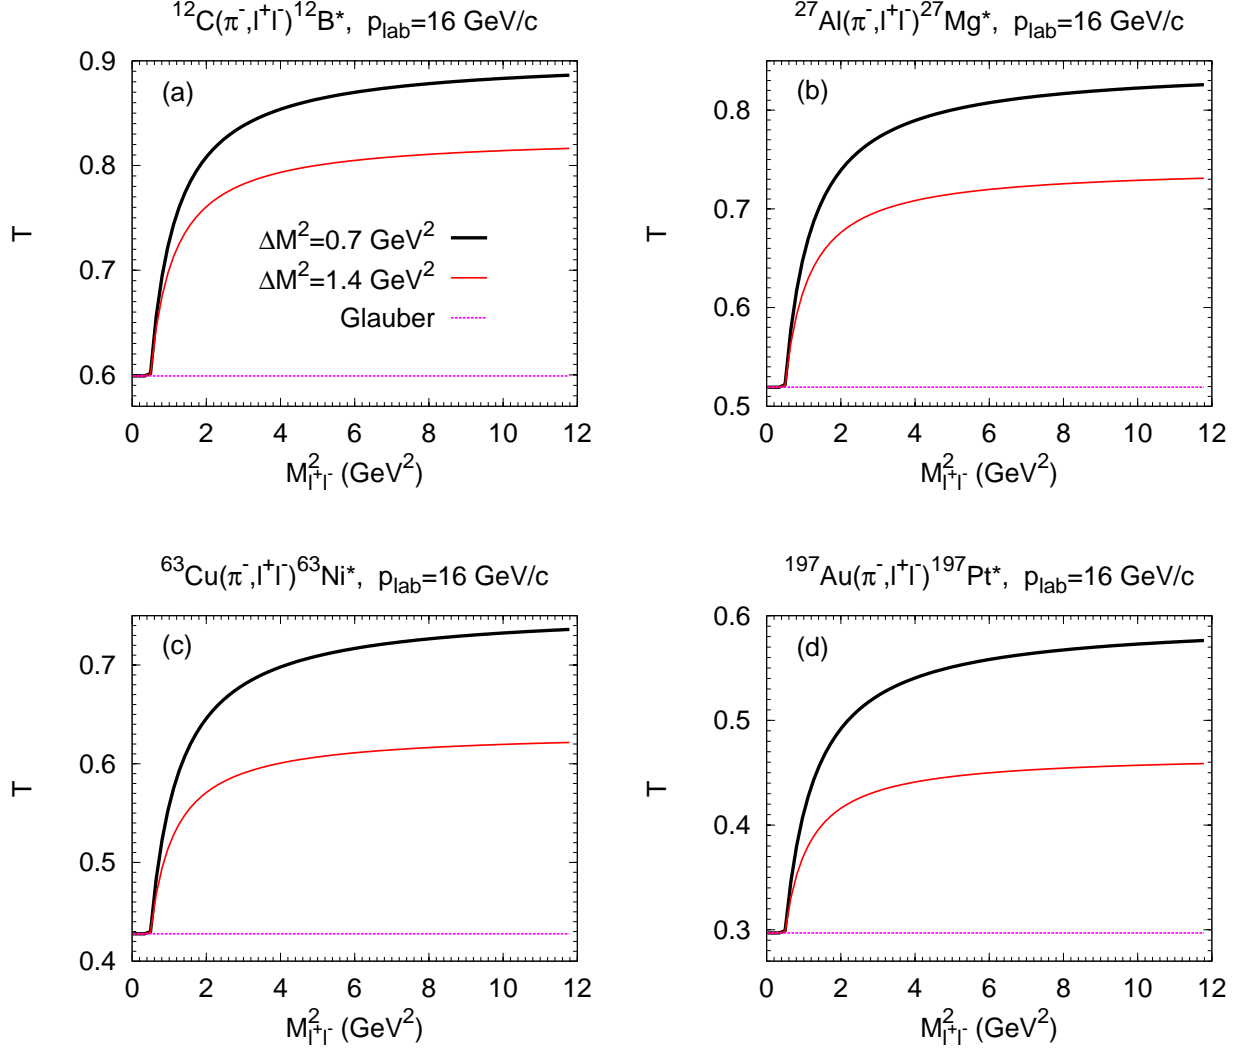 ¹²C(π⁻,l⁺l⁻)¹²B*, p_lab=16 GeV/c
(a)
T
0.9
0.8
0.7
0.6
ΔM²=0.7 GeV²
ΔM²=1.4 GeV²
Glauber
0 2 4 6 8 10 12
M²_l⁺l⁻ (GeV²)
²⁷Al(π⁻,l⁺l⁻)²⁷Mg*, p_lab=16 GeV/c
(b)
T
0.8
0.7
0.6
0.5
0 2 4 6 8 10 12
M²_l⁺l⁻ (GeV²)
⁶³Cu(π⁻,l⁺l⁻)⁶³Ni*, p_lab=16 GeV/c
(c)
T
0.7
0.6
0.5
0.4
0 2 4 6 8 10 12
M²_l⁺l⁻ (GeV²)
¹⁹⁷Au(π⁻,l⁺l⁻)¹⁹⁷Pt*, p_lab=16 GeV/c
(d)
T
0.6
0.5
0.4
0.3
0 2 4 6 8 10 12
M²_l⁺l⁻ (GeV²)